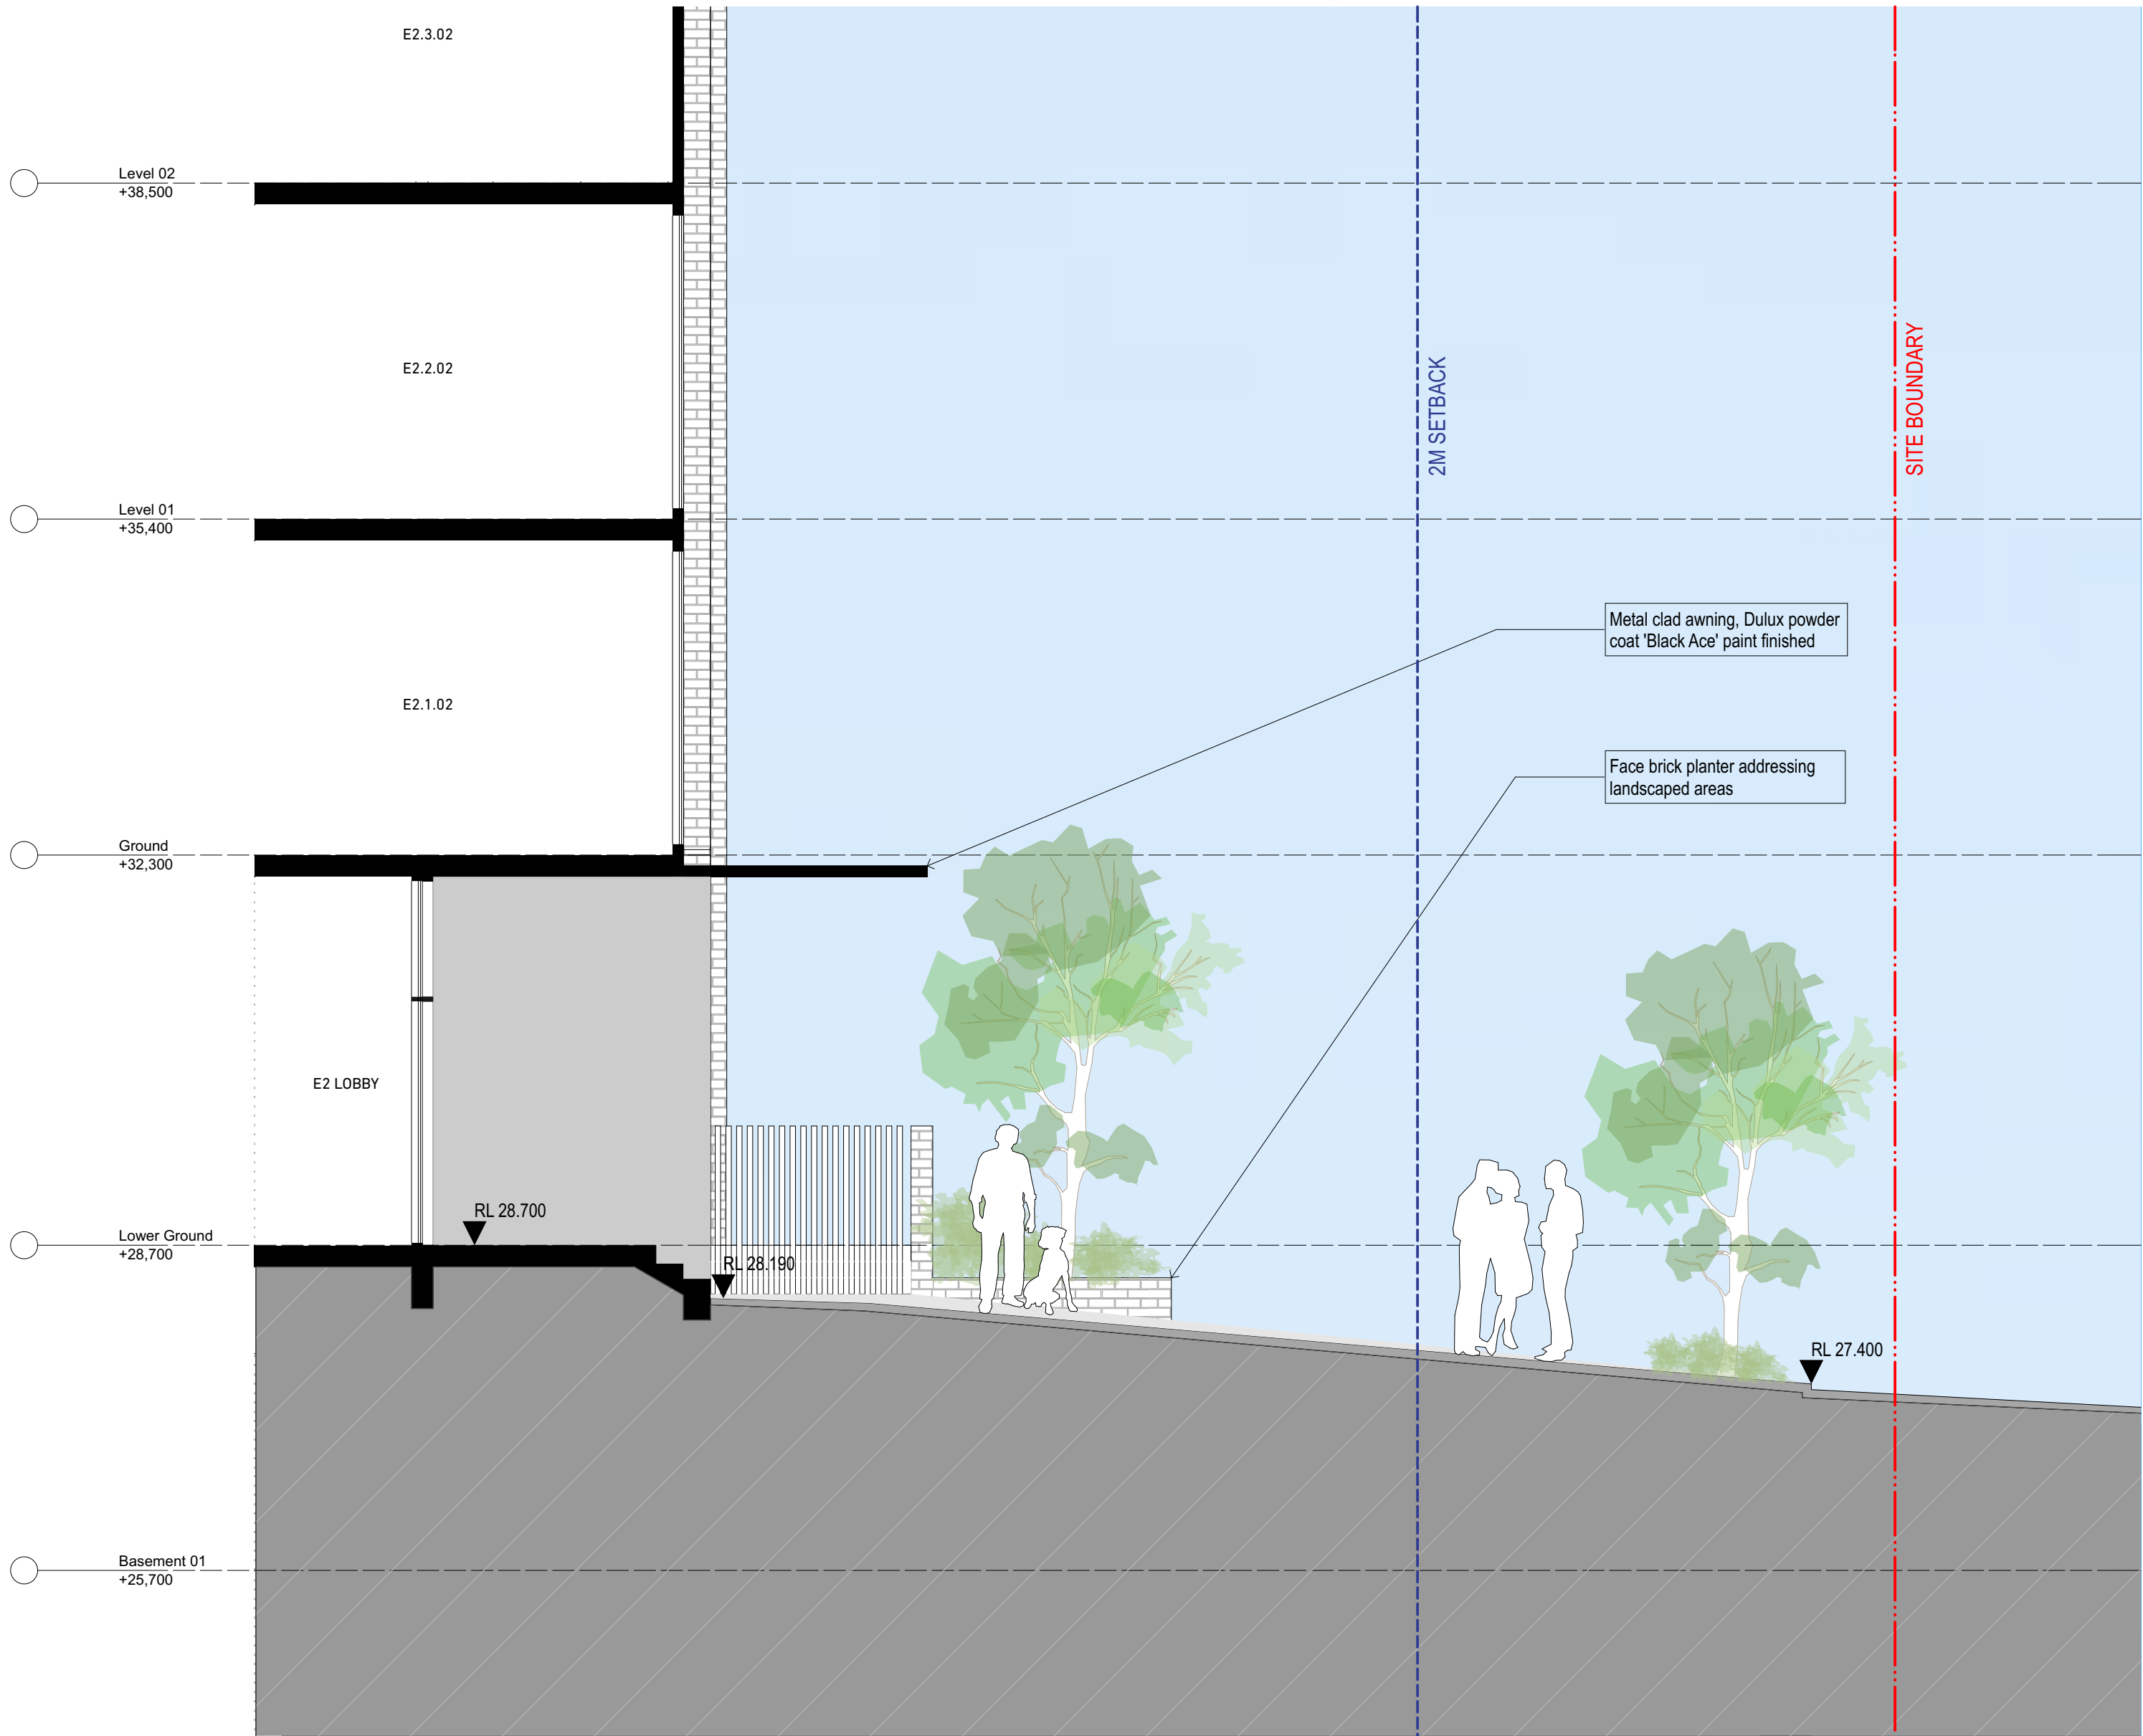 E2.3.02
Level 02
+38,500
E2.2.02
2M SETBACK
SITE BOUNDARY
Level 01
+35,400
Metal clad awning, Dulux powder
coat 'Black Ace' paint finished
E2.1.02
Face brick planter addressing
landscaped areas
Ground
+32,300
E2 LOBBY
RL 28.700
Lower Ground
+28,700
RL 28.190
RL 27.400
Basement 01
+25,700